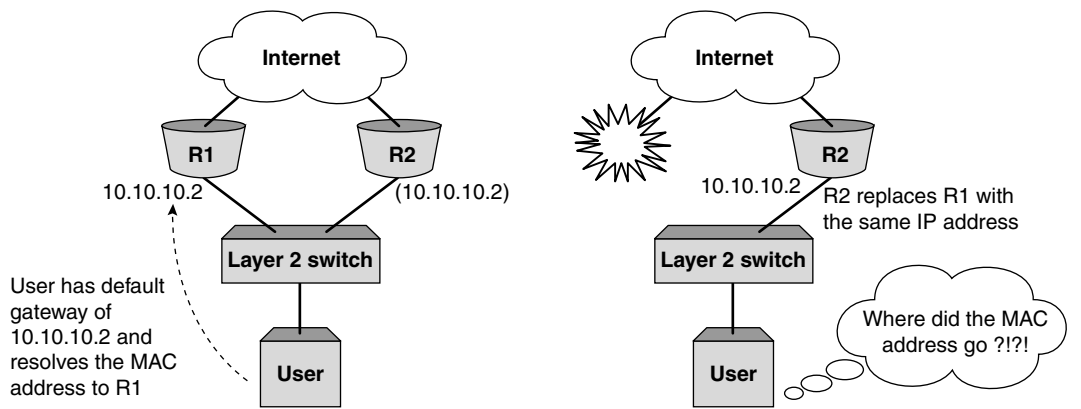 Internet
R1
R2
10.10.10.2
(10.10.10.2)
Layer 2 switch
User has default
gateway of
10.10.10.2 and
resolves the MAC
address to R1
User
Internet
R2
10.10.10.2
R2 replaces R1 with
the same IP address
Layer 2 switch
Where did the MAC
address go ?!?!
User